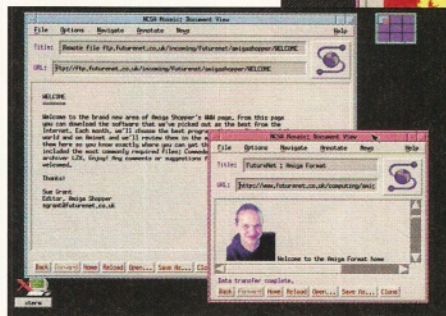 NCSA Mosaic: Document View
File Options Navigate Annotate News Help
Title: Remote file ftp.futurenet.co.uk/incoming/futurenet/amigashopper/WELCOME
URL: ftp://ftp.futurenet.co.uk/incoming/futurenet/amigashopper/WELCOME
WELCOME
Welcome to the brand new area of Amiga Shopper's WWW page. From this page
you can download the software that we've picked out as the best from the
Internet. Each month, we'll choose the best
world and on Aminet and we'll review them in the
them here so you know exactly where you can get
included the most commonly required files;
archiver LZX. Enjoy! Any comments or suggestions
welcomed.
Thanks!
Sue Grant
Editor, Amiga Shopper
sgrant@futurenet.co.uk
Back Forward Home Reload Open... Save As... Clo
NCSA Mosaic: Document View
File Options Navigate Annotate News Help
Title: FutureNet : Amiga Format
URL: http://www.futurenet.co.uk/computing/amig
Welcome to the Amiga Format home
Data transfer complete.
Back Forward Home Reload Open... Save As... Close